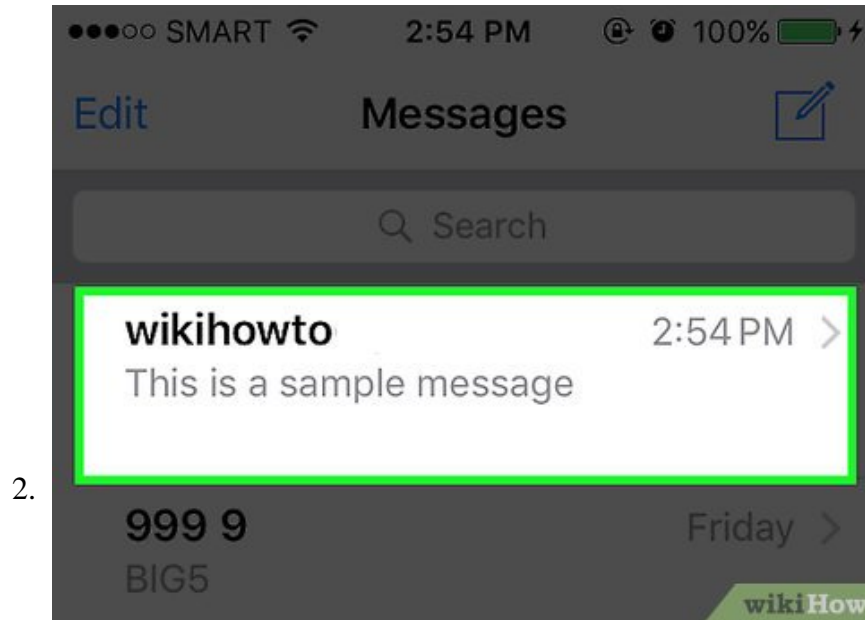 SMART 2:54 PM 100%
Edit Messages
Search
wikihowto 2:54 PM
This is a sample message
2.
999 9 Friday
BIG5
wikiHow